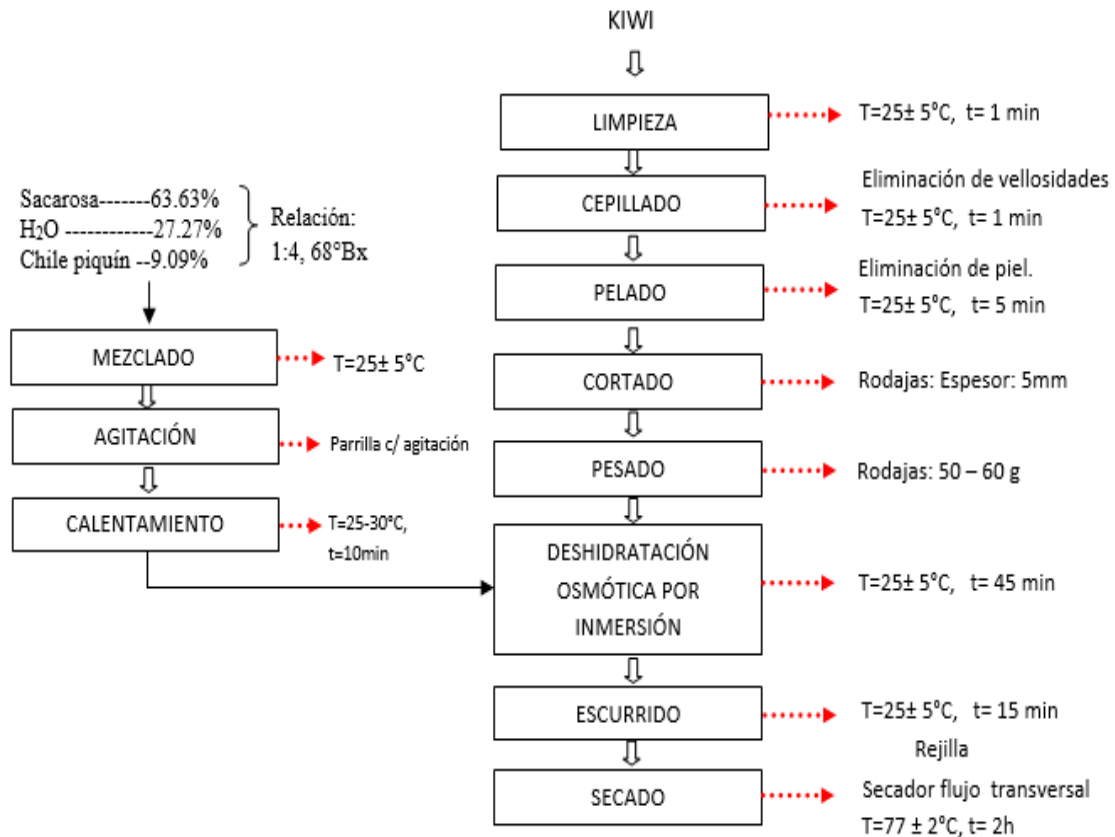 KIWI
LIMPIEZA
T=25± 5°C, t= 1 min
CEPILLADO
Eliminación de vellosidades
T=25± 5°C, t= 1 min
PELADO
Eliminación de piel.
T=25± 5°C, t= 5 min
CORTADO
Rodajas: Espesor: 5mm
PESADO
Rodajas: 50 – 60 g
Sacarosa-------63.63%
H₂O ------------27.27%
Chile piquín --9.09%
Relación:
1:4, 68°Bx
MEZCLADO
T=25± 5°C
AGITACIÓN
Parrilla c/ agitación
CALENTAMIENTO
T=25-30°C,
t=10min
DESHIDRATACIÓN
OSMÓTICA POR
INMERSIÓN
T=25± 5°C, t= 45 min
ESCURRIDO
T=25± 5°C, t= 15 min
Rejilla
SECADO
Secador flujo transversal
T=77 ± 2°C, t= 2h